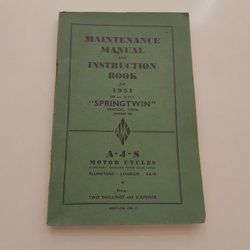 MAINTENANCE
MANUAL
AND
INSTRUCTION
BOOK
for
1951
"SPRINGTWIN"
VERTICAL TWIN
A·J·S
MOTOR CYCLES
PLUMSTEAD LONDON S.E.18
Price:
TWO SHILLINGS and SIXPENCE